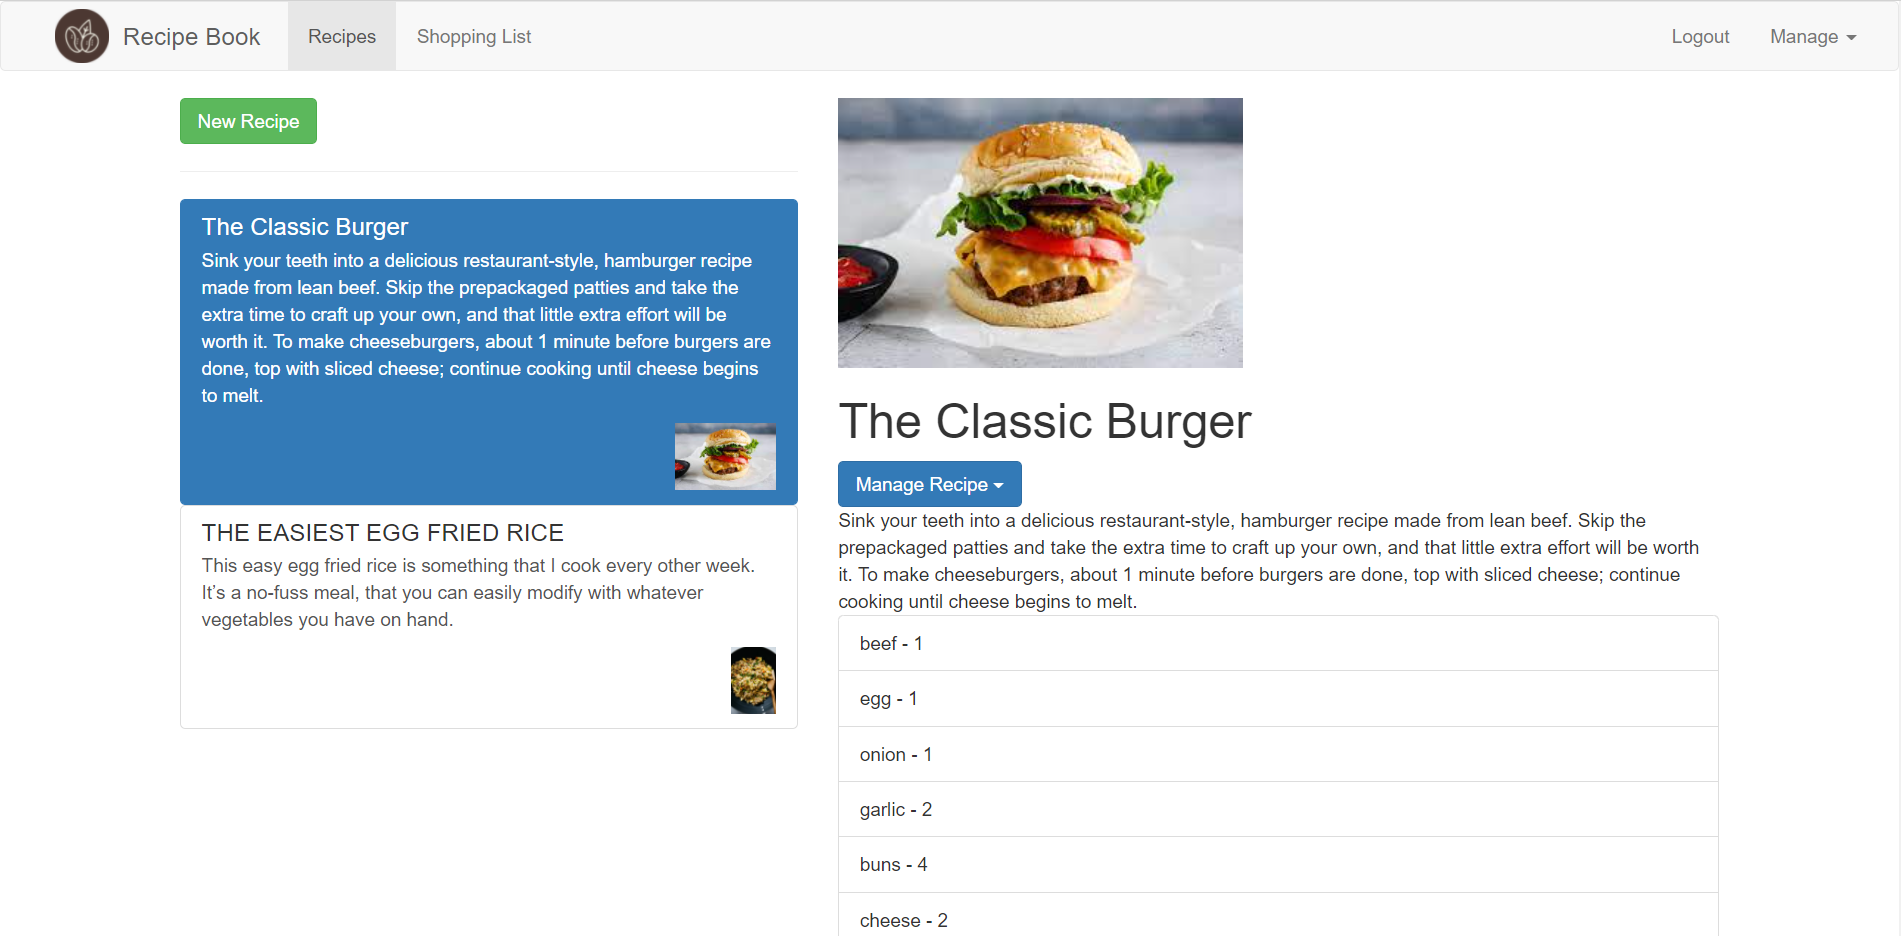 Recipe Book
Recipes
Shopping List
Logout
Manage
New Recipe
The Classic Burger
Sink your teeth into a delicious restaurant-style, hamburger recipe
made from lean beef. Skip the prepackaged patties and take the
extra time to craft up your own, and that little extra effort will be
worth it. To make cheeseburgers, about 1 minute before burgers are
done, top with sliced cheese; continue cooking until cheese begins
to melt.
THE EASIEST EGG FRIED RICE
This easy egg fried rice is something that I cook every other week.
It’s a no-fuss meal, that you can easily modify with whatever
vegetables you have on hand.
The Classic Burger
Manage Recipe
Sink your teeth into a delicious restaurant-style, hamburger recipe made from lean beef. Skip the
prepackaged patties and take the extra time to craft up your own, and that little extra effort will be worth
it. To make cheeseburgers, about 1 minute before burgers are done, top with sliced cheese; continue
cooking until cheese begins to melt.
beef - 1
egg - 1
onion - 1
garlic - 2
buns - 4
cheese - 2